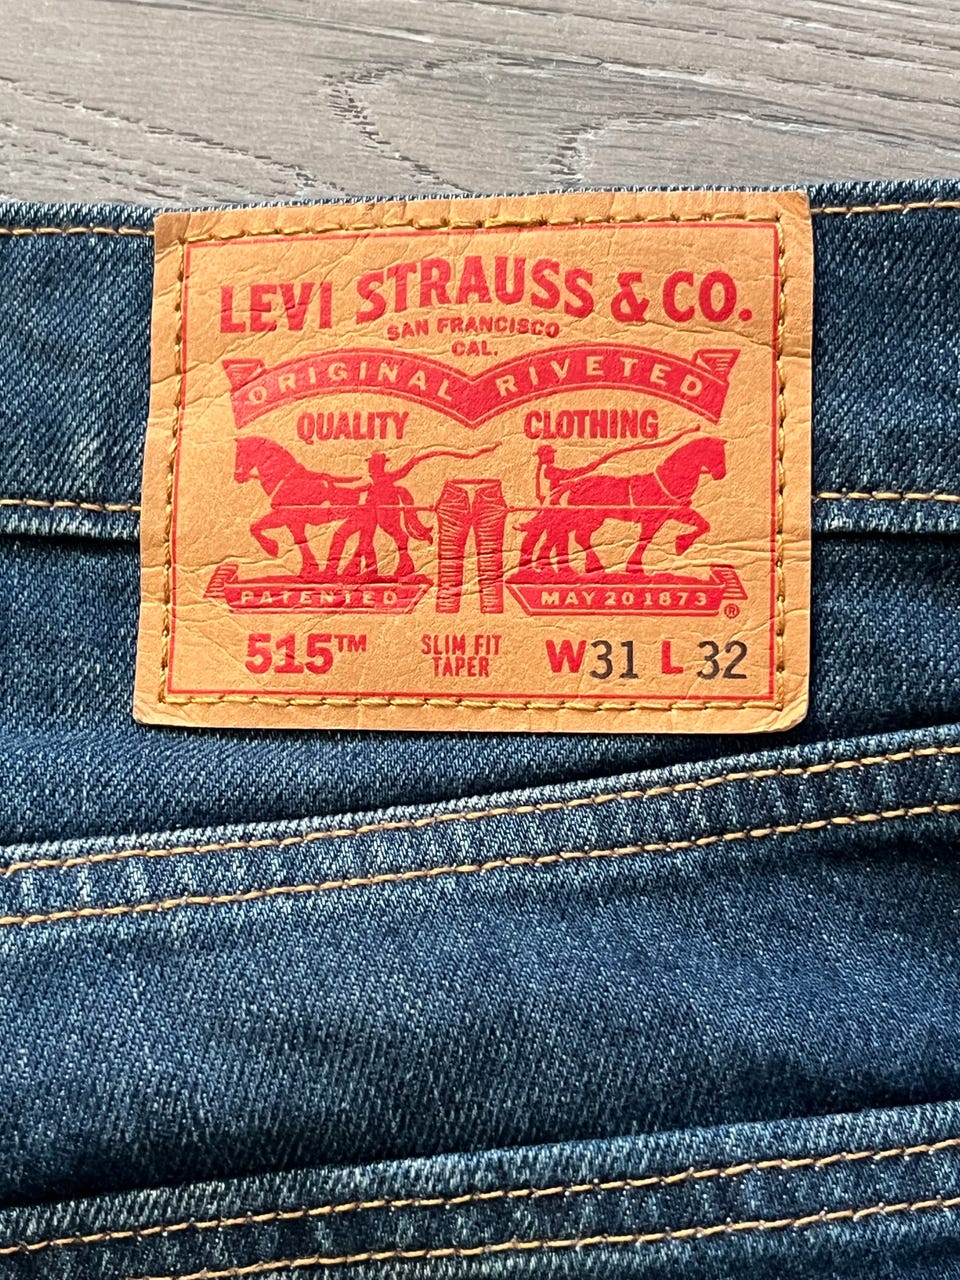 LEVI STRAUSS & CO.
SAN FRANCISCO
CAL.
ORIGINAL RIVETED
QUALITY CLOTHING
PATENTED MAY 20 1873 ®
515™ SLIM FIT TAPER W31 L 32